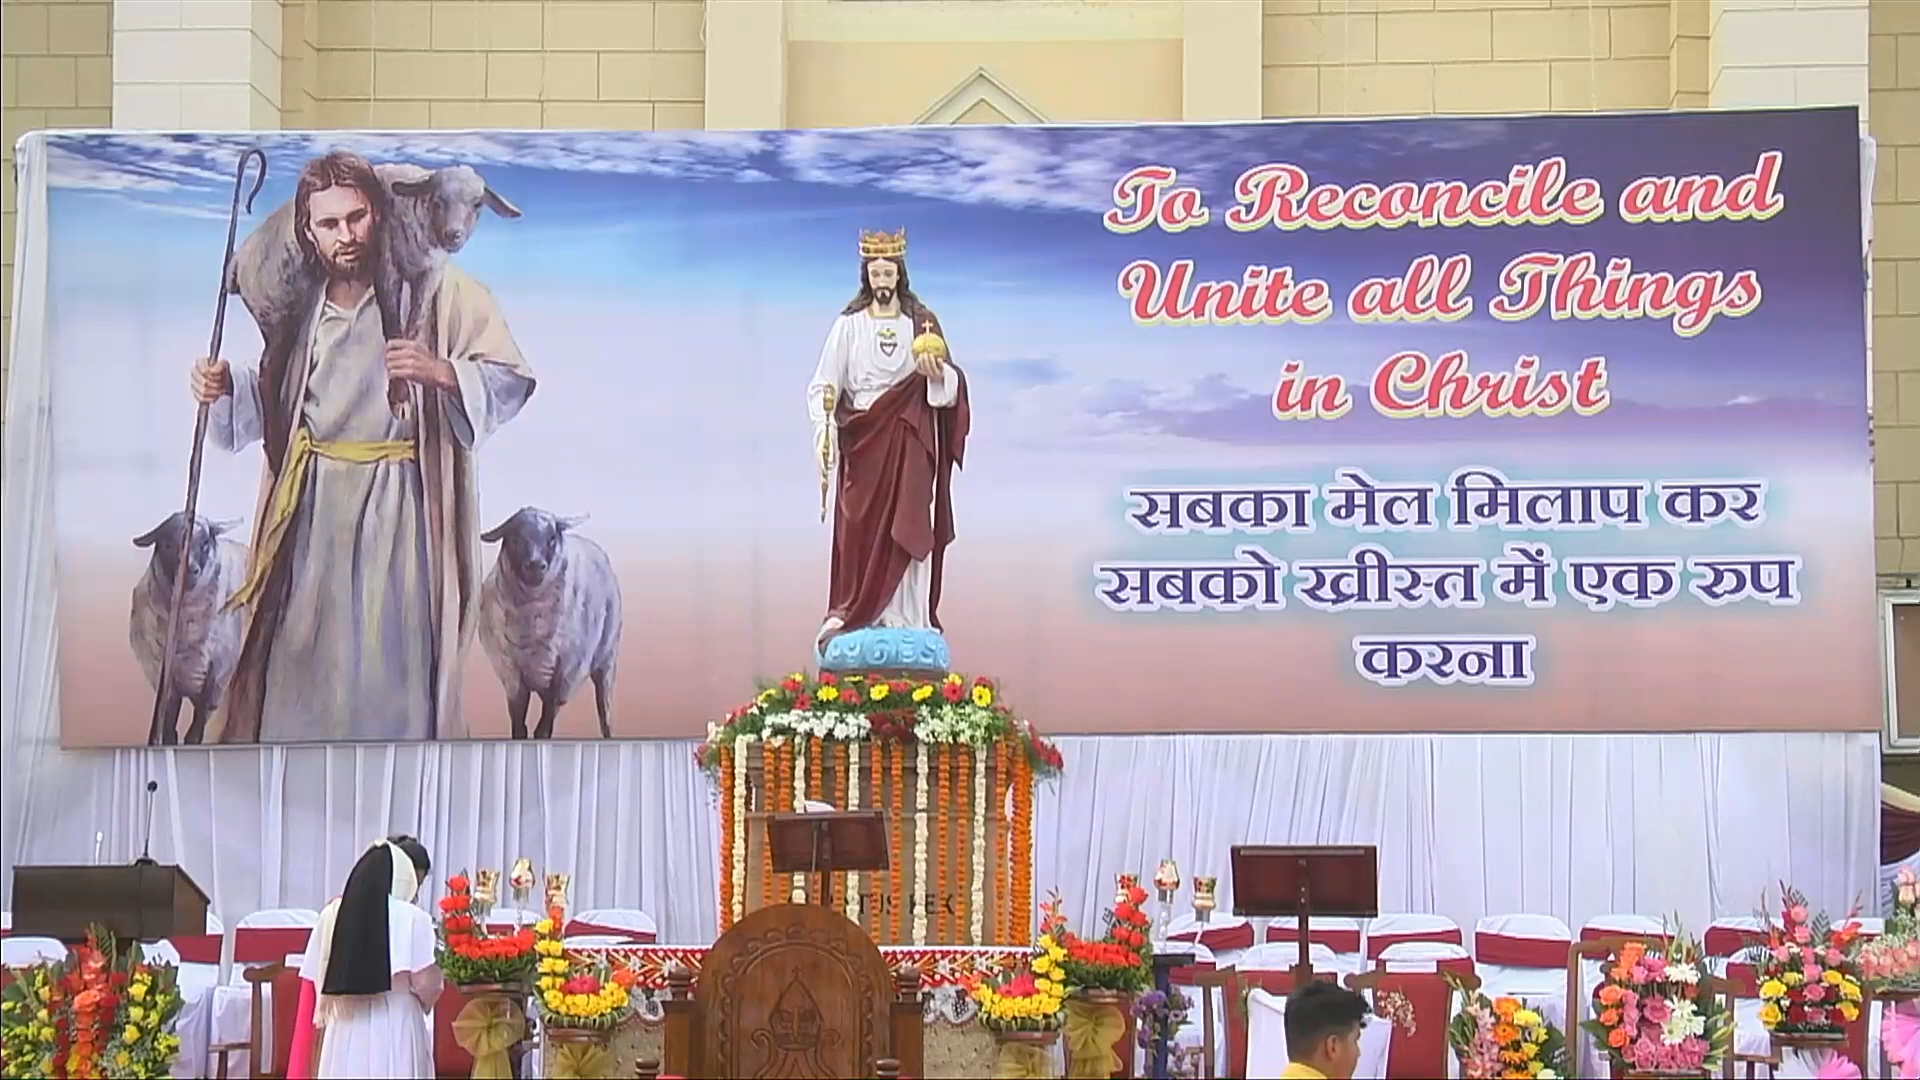 To Reconcile and
Unite all Things
in Christ
सबका मेल मिलाप कर
सबको ख्रीस्त में एक रुप
करना